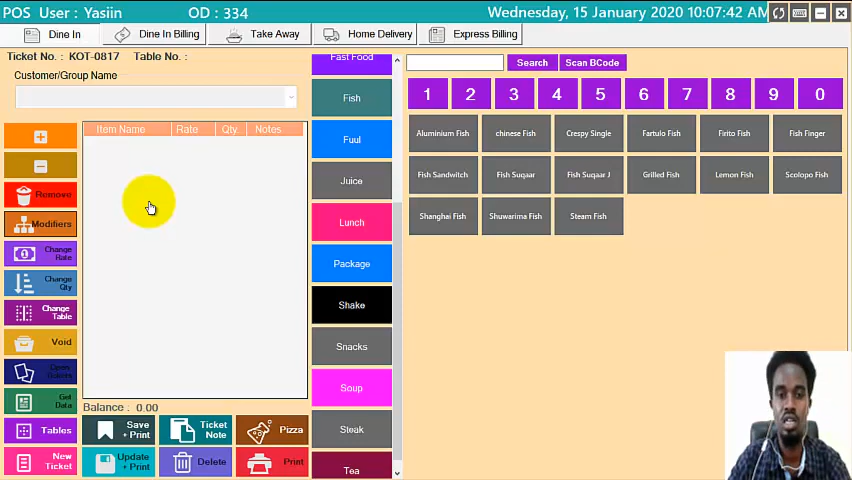 POS User : Yasiin OD : 334 Wednesday, 15 January 2020 10:07:42 AM
Dine In Dine In Billing Take Away Home Delivery Express Billing
Ticket No. : KOT-0817 Table No. :
Customer/Group Name
Item Name Rate Qty. Notes
Remove
Modifiers
Change
Rate
Change
Qty
Change
Table
Void
Get
Data
Tables
New
Ticket
Balance : 0.00
Save
+ Print
Ticket
Note
Pizza
Update
+ Print
Delete
Print
Fast Food
Fish
Fuul
Juice
Lunch
Package
Shake
Snacks
Soup
Steak
Tea
Search Scan BCode
1 2 3 4 5 6 7 8 9 0
Aluminium Fish chinese Fish Crespy Single Fartulo Fish Firito Fish Fish Finger
Fish Sandwitch Fish Suqaar Fish Suqaar J Grilled Fish Lemon Fish Scolopo Fish
Shanghai Fish Shuwarima Fish Steam Fish